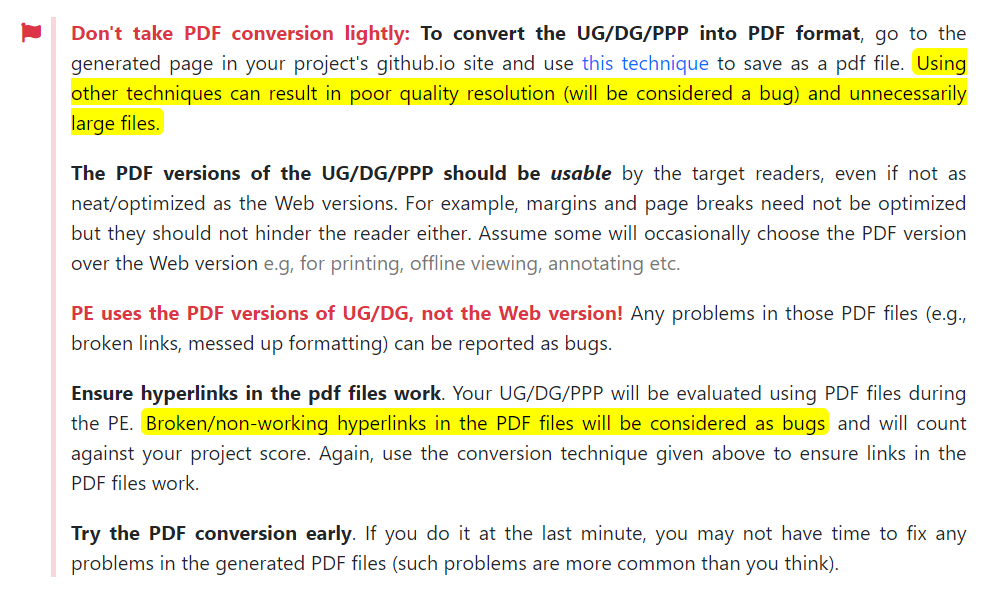 Don't take PDF conversion lightly: To convert the UG/DG/PPP into PDF format, go to the
generated page in your project's github.io site and use this technique to save as a pdf file. Using
other techniques can result in poor quality resolution (will be considered a bug) and unnecessarily
large files.
The PDF versions of the UG/DG/PPP should be usable by the target readers, even if not as
neat/optimized as the Web versions. For example, margins and page breaks need not be optimized
but they should not hinder the reader either. Assume some will occasionally choose the PDF version
over the Web version e.g, for printing, offline viewing, annotating etc.
PE uses the PDF versions of UG/DG, not the Web version! Any problems in those PDF files (e.g.,
broken links, messed up formatting) can be reported as bugs.
Ensure hyperlinks in the pdf files work. Your UG/DG/PPP will be evaluated using PDF files during
the PE. Broken/non-working hyperlinks in the PDF files will be considered as bugs and will count
against your project score. Again, use the conversion technique given above to ensure links in the
PDF files work.
Try the PDF conversion early. If you do it at the last minute, you may not have time to fix any
problems in the generated PDF files (such problems are more common than you think).